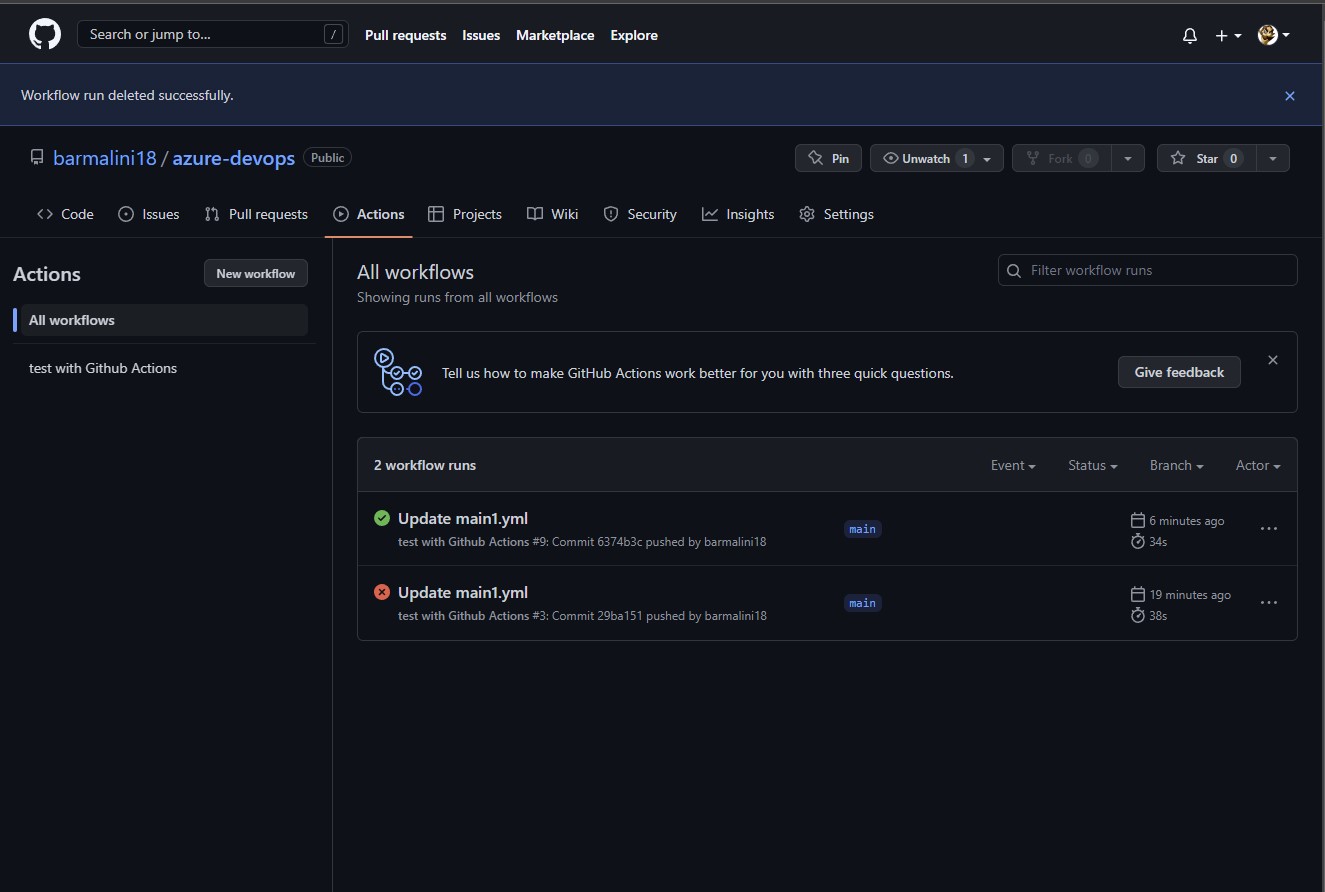 Search or jump to... /
Pull requests Issues Marketplace Explore
Workflow run deleted successfully.
barmalini18 / azure-devops Public
Pin Unwatch 1 Fork 0 Star 0
Code Issues Pull requests Actions Projects Wiki Security Insights Settings
Actions New workflow
All workflows
test with Github Actions
All workflows
Showing runs from all workflows
Filter workflow runs
Tell us how to make GitHub Actions work better for you with three quick questions.
Give feedback
2 workflow runs Event Status Branch Actor
Update main1.yml
test with Github Actions #9: Commit 6374b3c pushed by barmalini18
main
6 minutes ago
34s
Update main1.yml
test with Github Actions #3: Commit 29ba151 pushed by barmalini18
main
19 minutes ago
38s